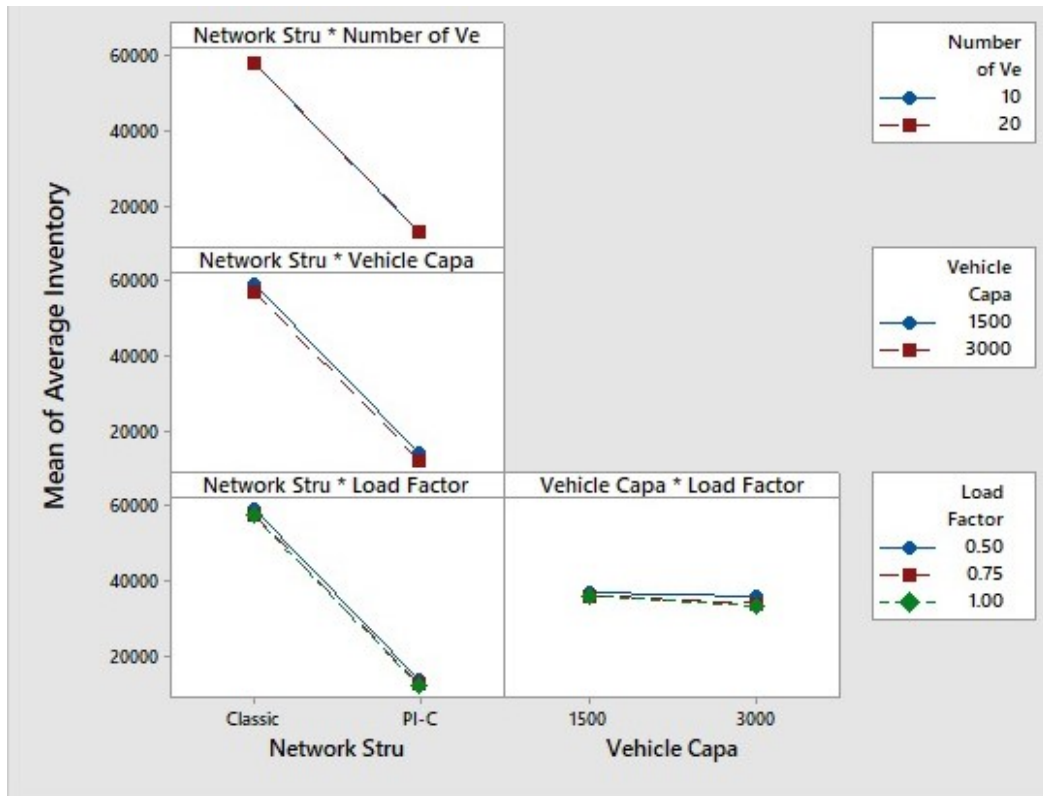 Network Stru * Number of Ve
60000
40000
20000
Network Stru * Vehicle Capa
60000
40000
20000
Network Stru * Load Factor
Vehicle Capa * Load Factor
60000
40000
20000
Classic
PI-C
1500
3000
Network Stru
Vehicle Capa
Mean of Average Inventory
Number
of Ve
10
20
Vehicle
Capa
1500
3000
Load
Factor
0.50
0.75
1.00